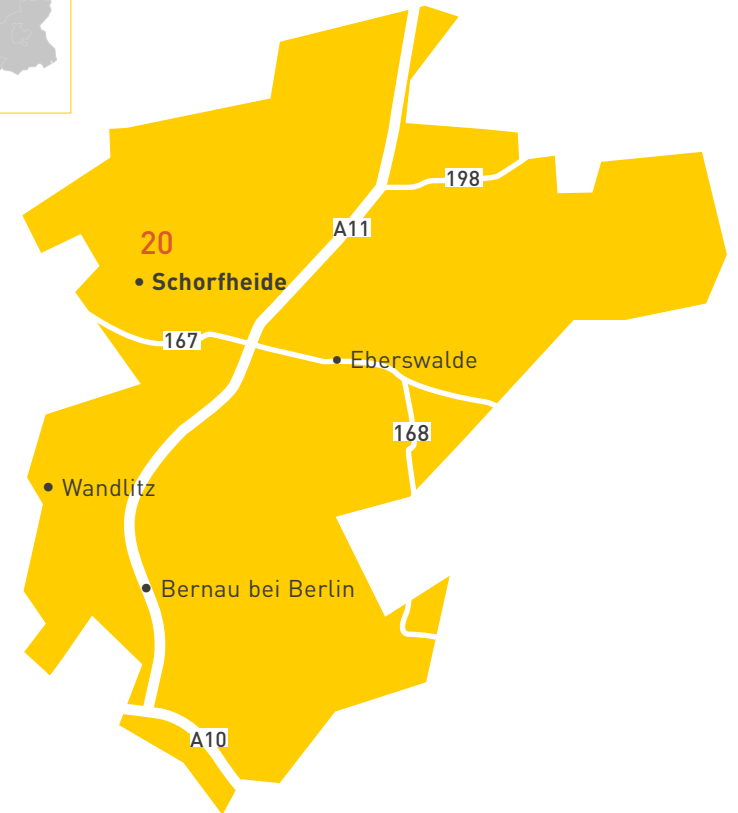 198
A11
20
Schorfheide
167
Eberswalde
168
Wandlitz
Bernau bei Berlin
A10